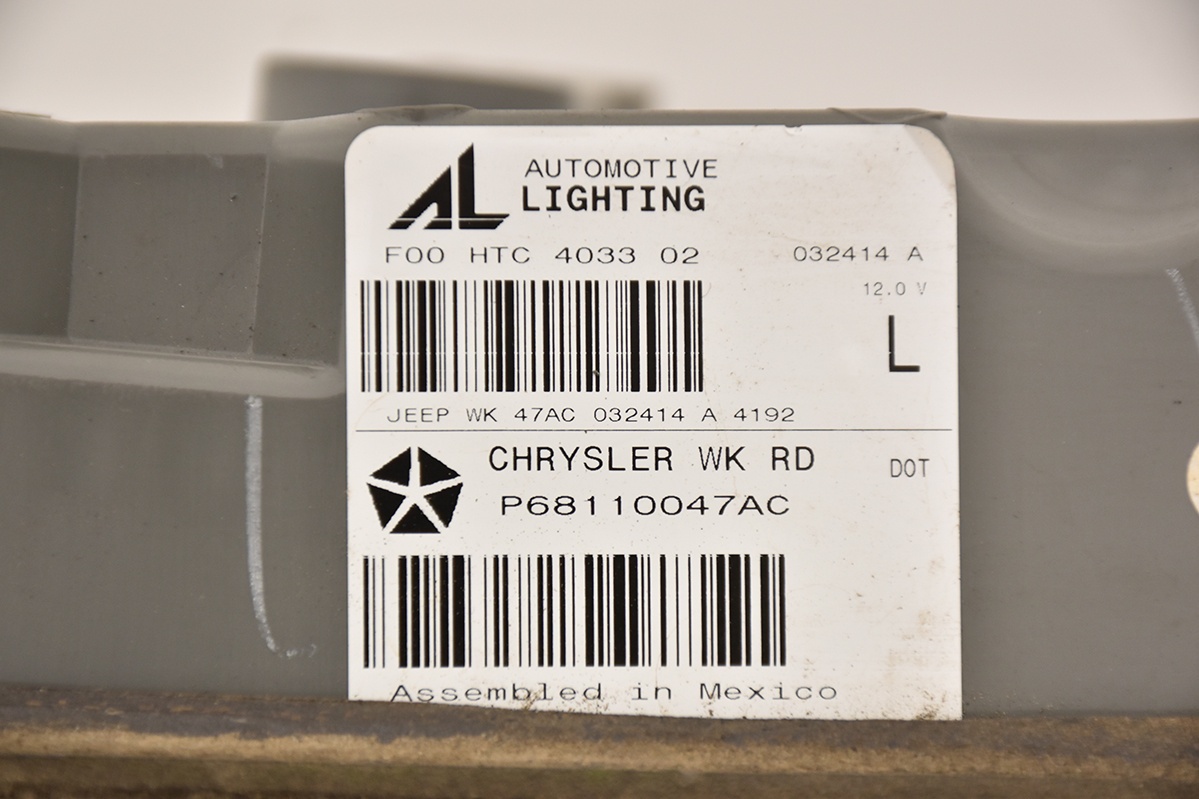 AL AUTOMOTIVE
LIGHTING
F00 HTC 4033 02 032414 A
12.0 V
L
JEEP WK 47AC 032414 A 4192
CHRYSLER WK RD DOT
P68110047AC
Assembled in Mexico